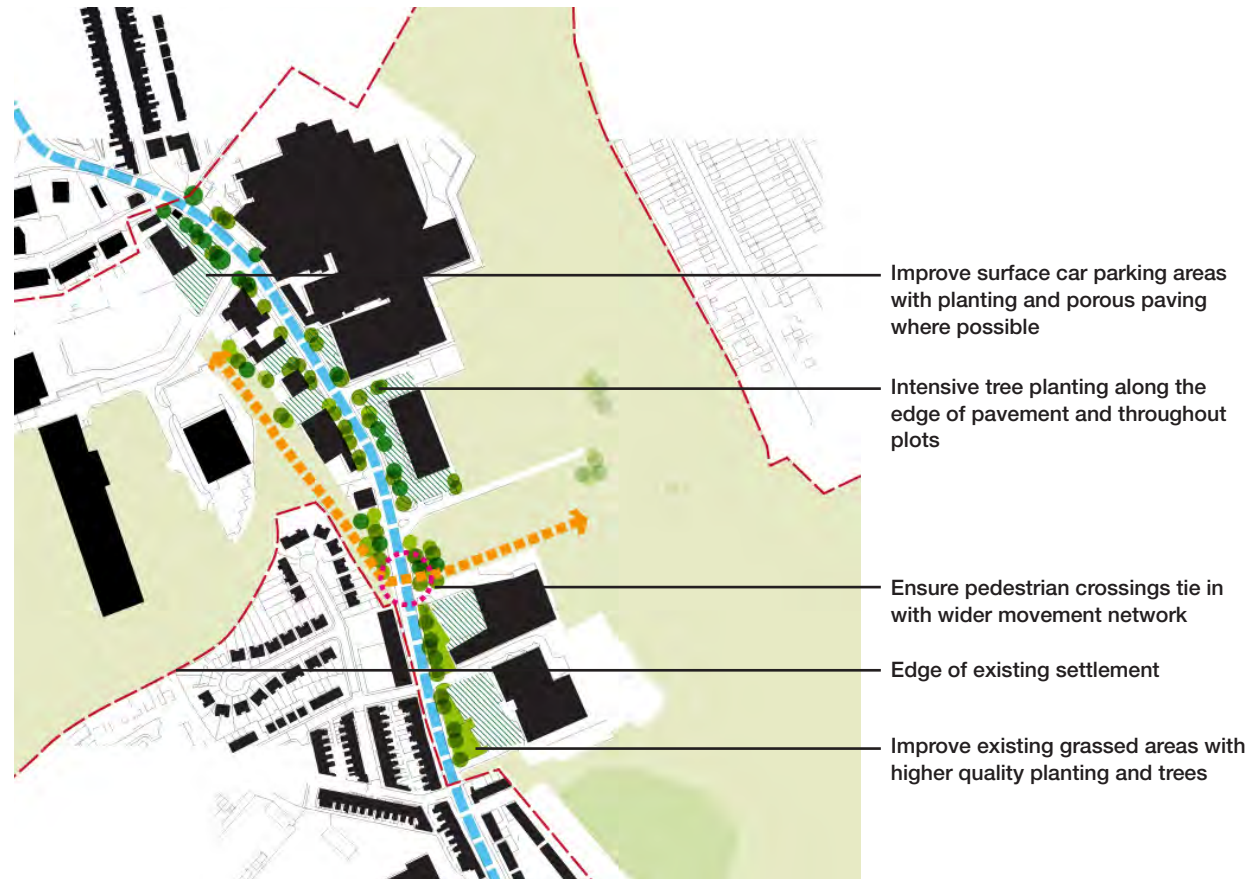 Improve surface car parking areas
with planting and porous paving
where possible
Intensive tree planting along the
edge of pavement and throughout
plots
Ensure pedestrian crossings tie in
with wider movement network
Edge of existing settlement
Improve existing grassed areas with
higher quality planting and trees